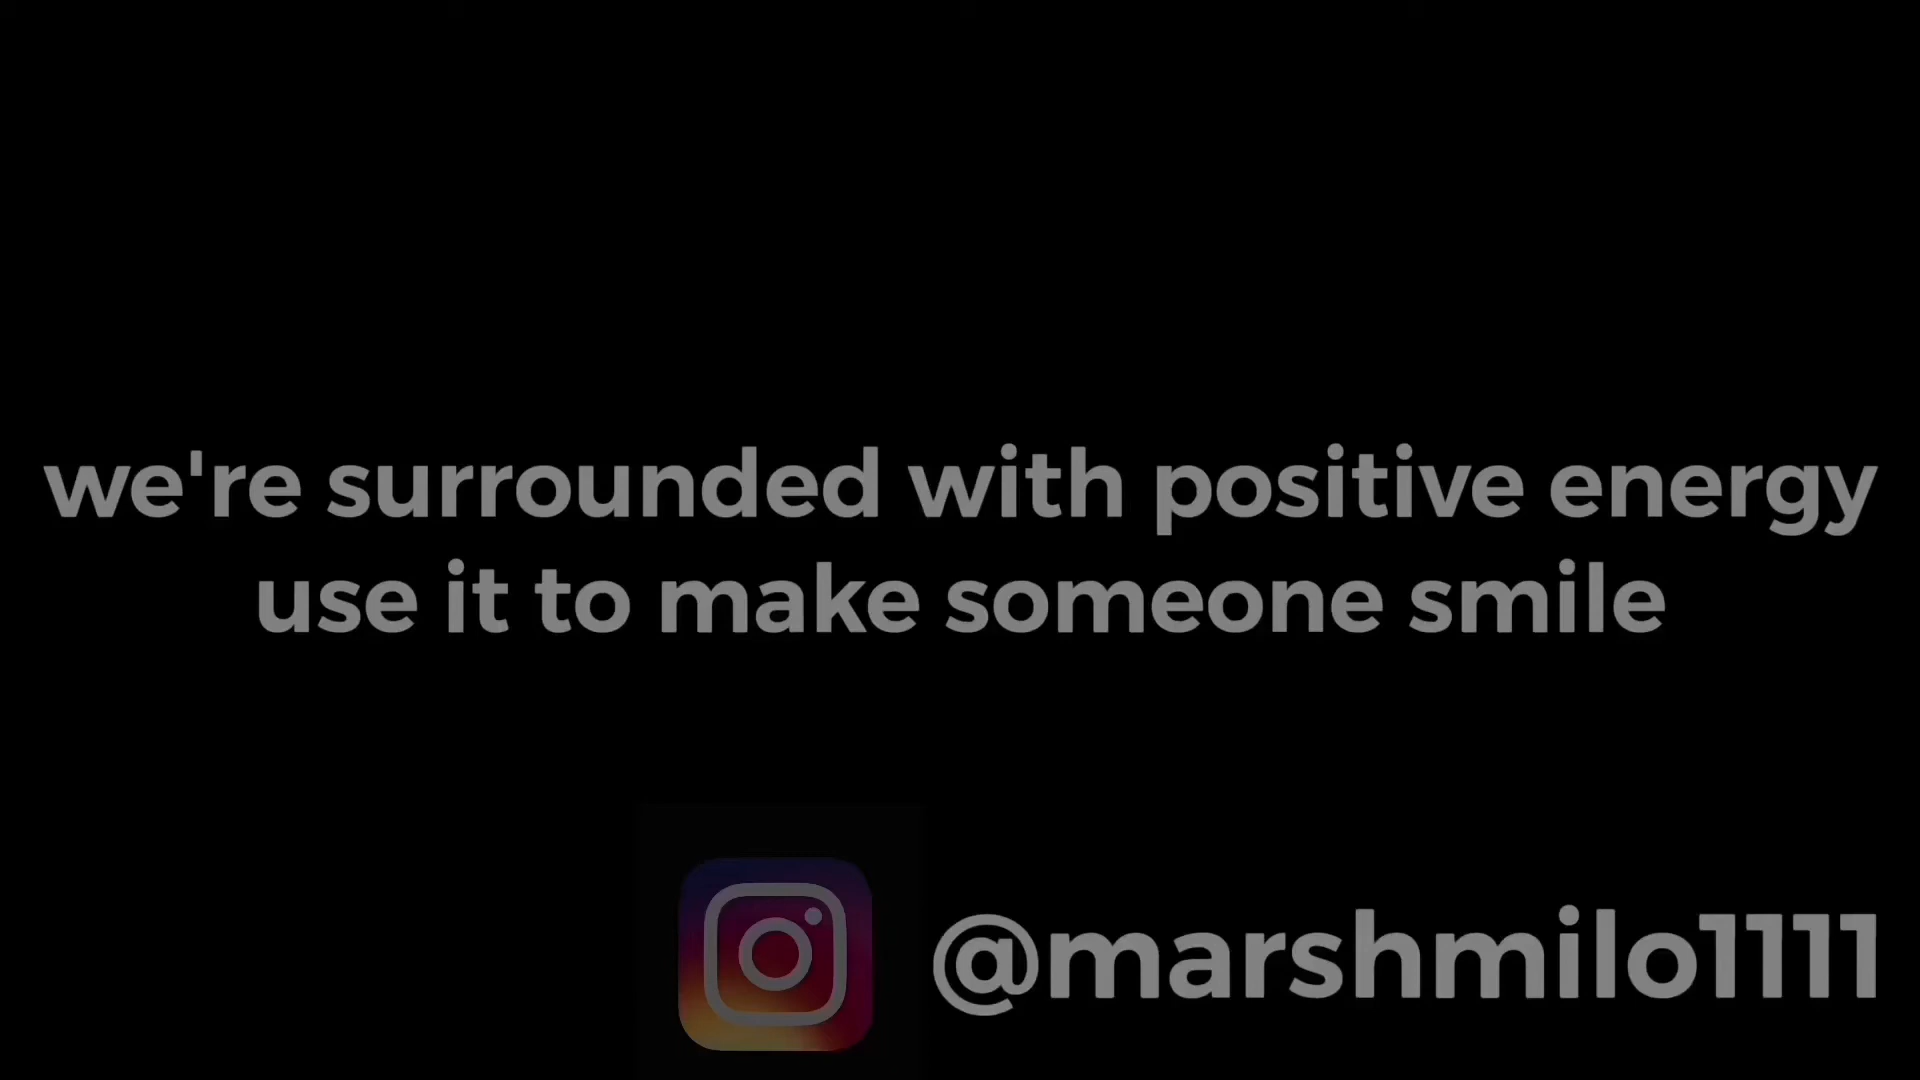 we're surrounded with positive energy
use it to make someone smile
@marshmilo1111